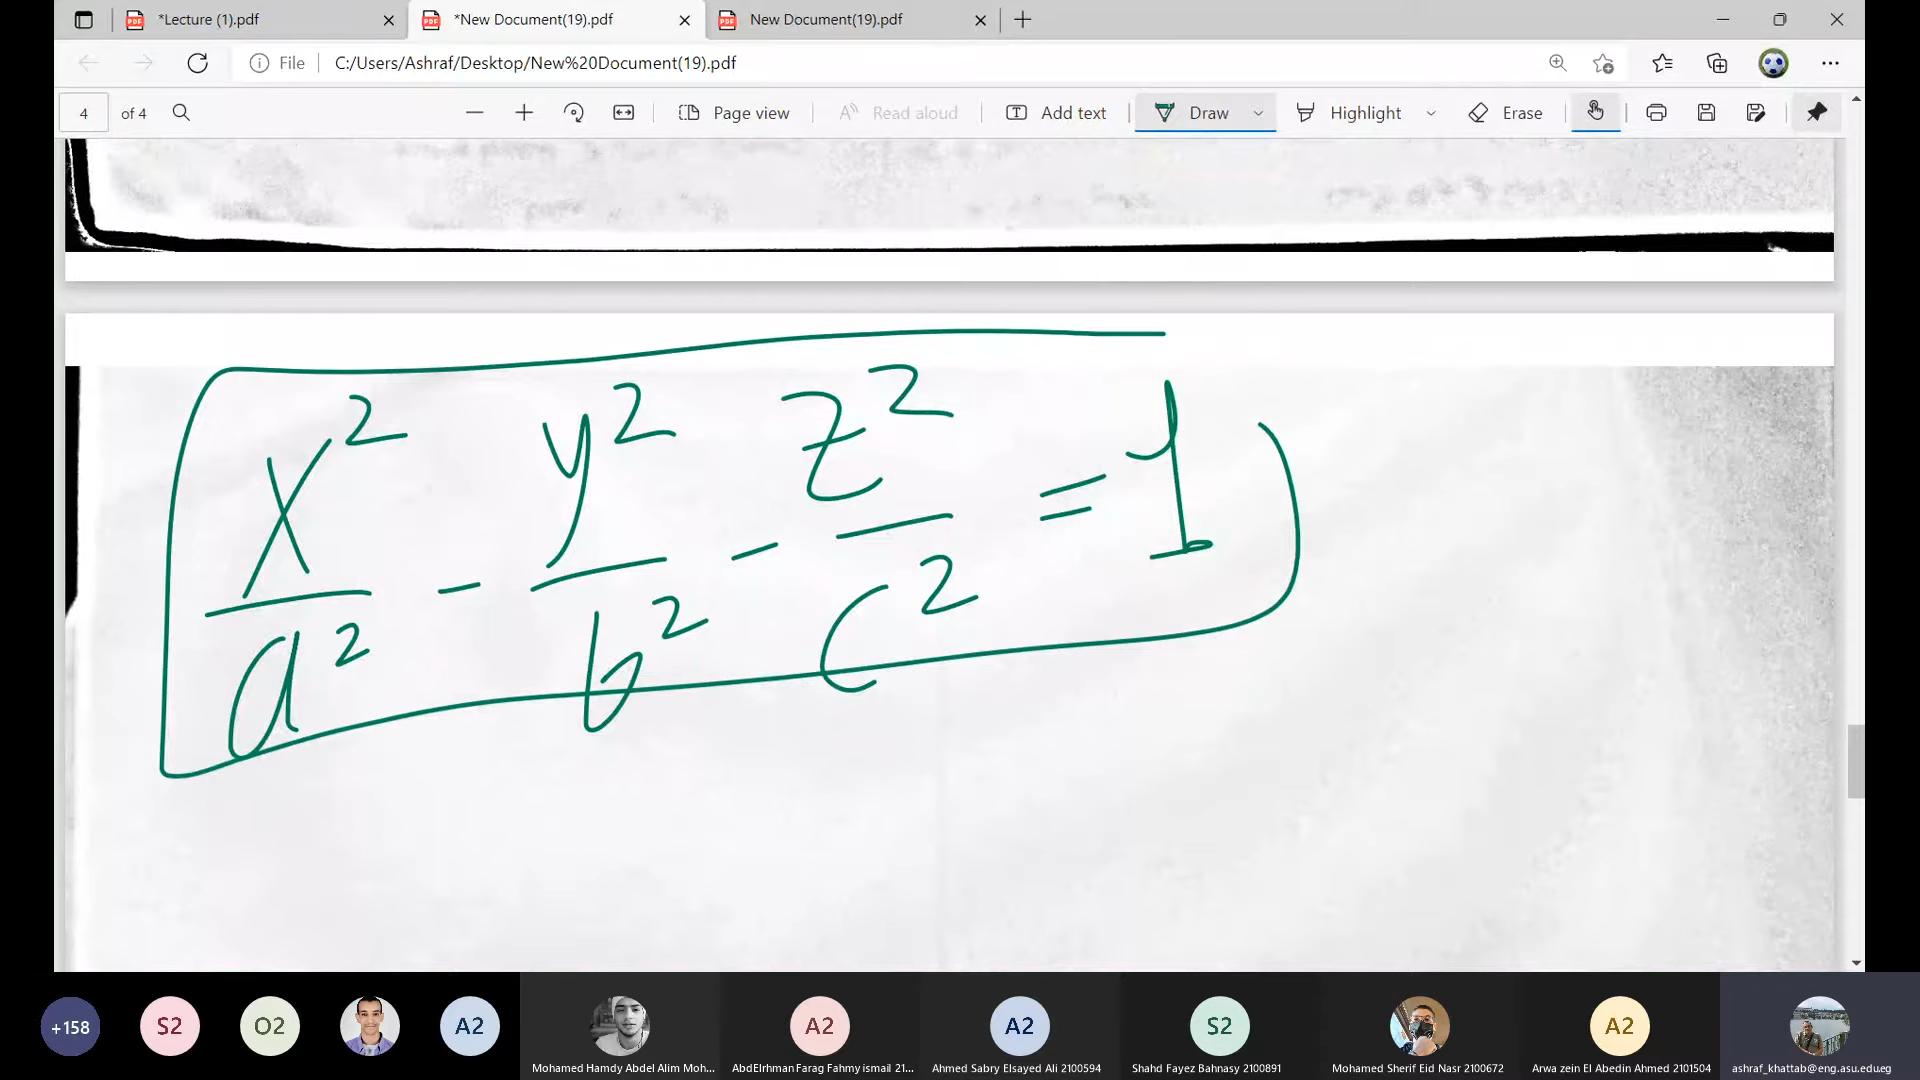 *Lecture (1).pdf
*New Document(19).pdf
New Document(19).pdf
File
C:/Users/Ashraf/Desktop/New%20Document(19).pdf
4 of 4
Page view
Read aloud
Add text
Draw
Highlight
Erase
x²/a² - y²/b² - z²/c² = 1
+158
S2
O2
A2
A2
A2
S2
A2
Mohamed Hamdy Abdel Alim Moh...
AbdElrhman Farag Fahmy ismail 21...
Ahmed Sabry Elsayed Ali 2100594
Shahd Fayez Bahnasy 2100891
Mohamed Sherif Eid Nasr 2100672
Arwa zein El Abedin Ahmed 2101504
ashraf_khattab@eng.asu.edu.eg